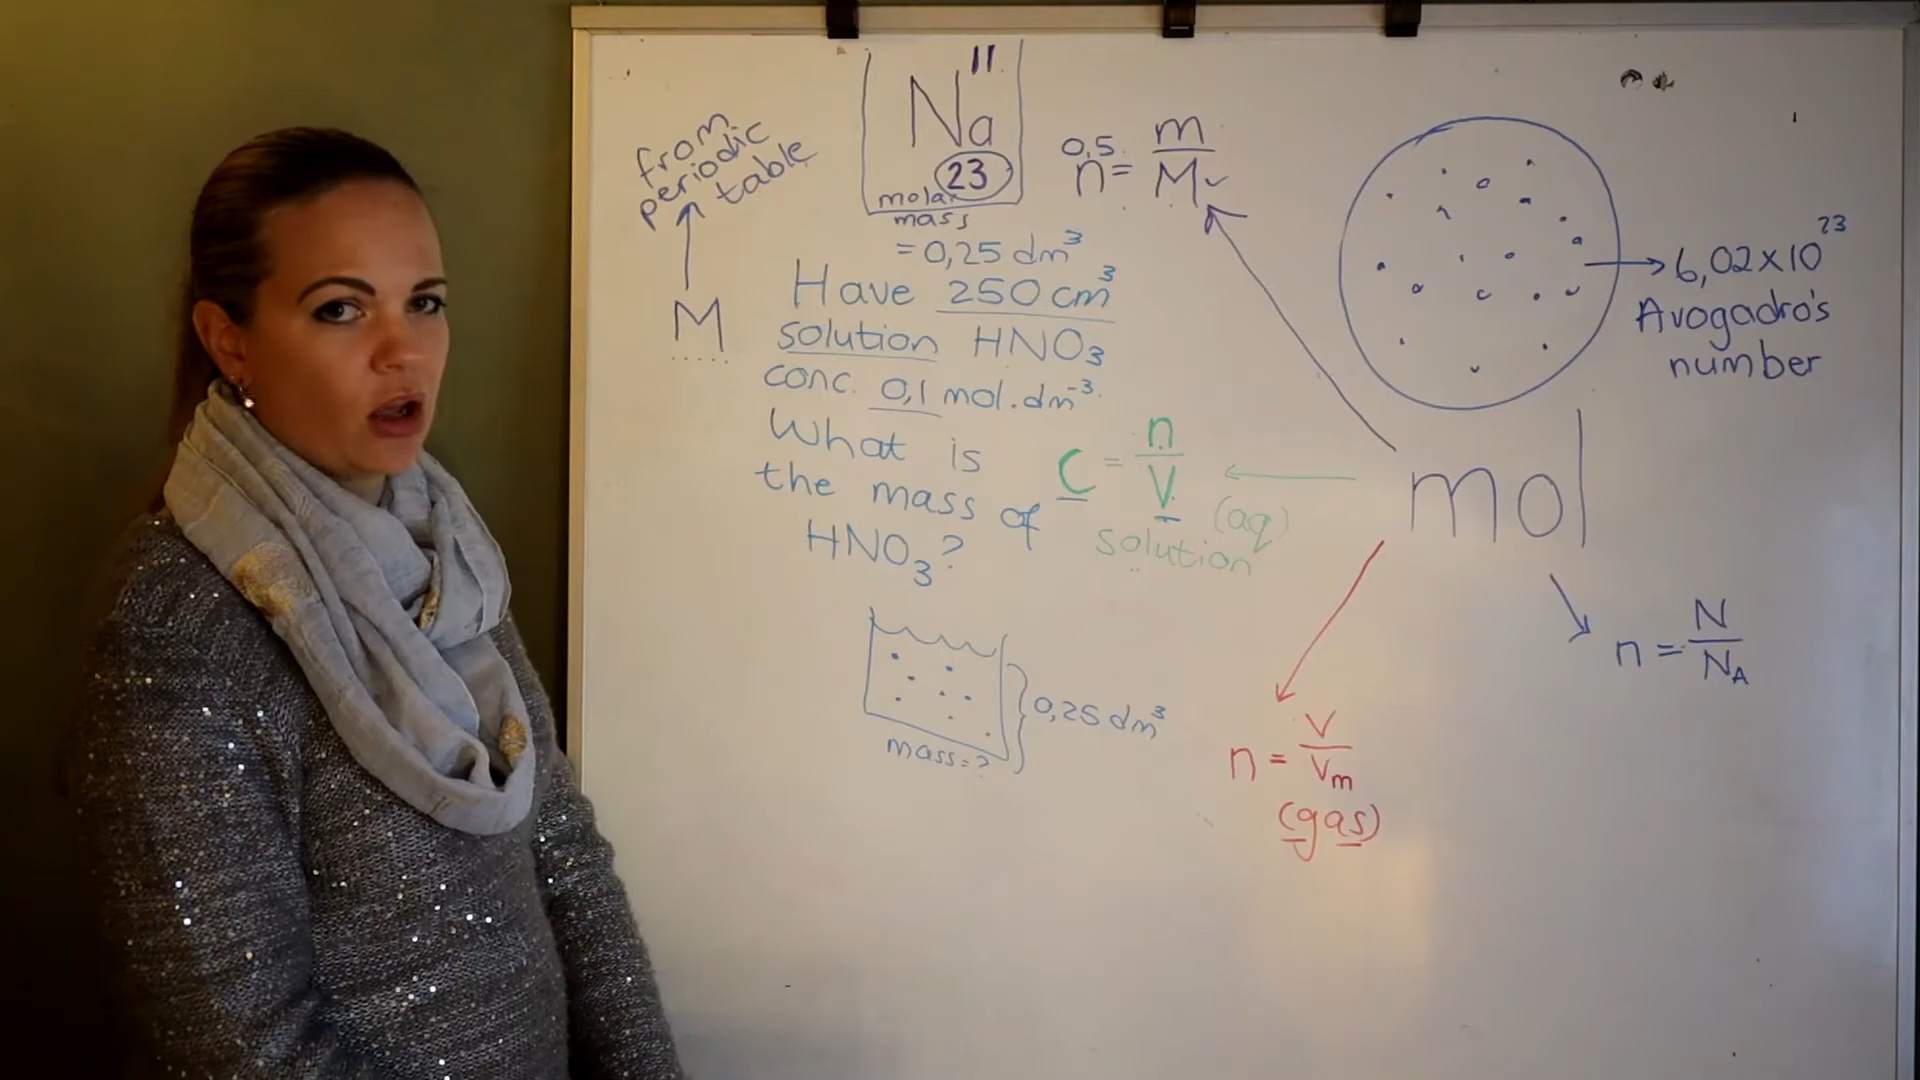 from
periodic
table
M
11
Na
23
molar
mass
0,5
n = m/M
= 0,25 dm³
Have 250 cm³
solution HNO₃
conc. 0,1 mol.dm⁻³.
What is
the mass of
HNO₃?
c = n/V
(aq)
solution
mass = ?
0,25 dm³
6,02×10²³
Avogadro's
number
mol
n = N/N_A
n = V/Vm
(gas)